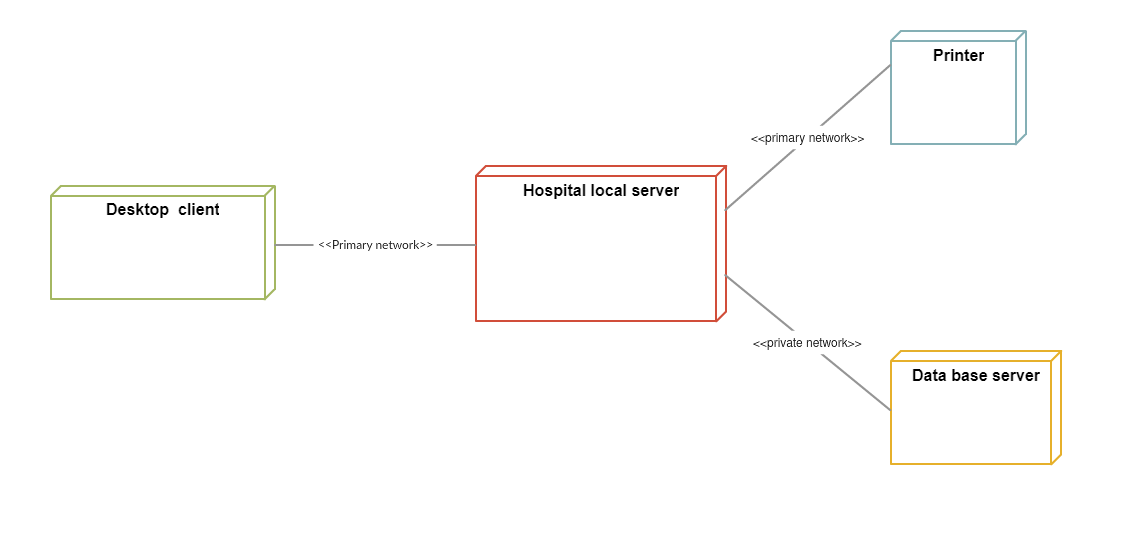 Printer
<<primary network>>
Hospital local server
Desktop  client
<<Primary network>>
<<private network>>
Data base server